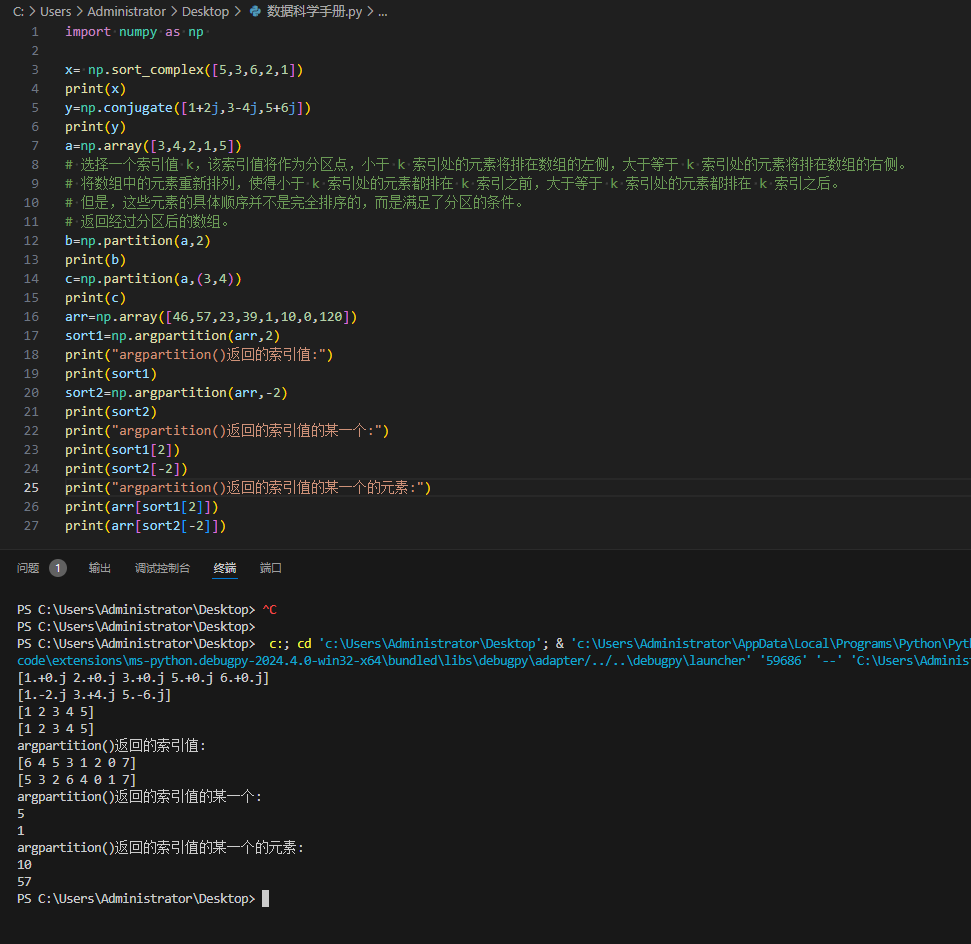 C: > Users > Administrator > Desktop > 数据科学手册.py > ...
1 import numpy as np
2
3 x= np.sort_complex([5,3,6,2,1])
4 print(x)
5 y=np.conjugate([1+2j,3-4j,5+6j])
6 print(y)
7 a=np.array([3,4,2,1,5])
8 # 选择一个索引值 k，该索引值将作为分区点，小于 k 索引处的元素将排在数组的左侧，大于等于 k 索引处的元素将排在数组的右侧。
9 # 将数组中的元素重新排列，使得小于 k 索引处的元素都排在 k 索引之前，大于等于 k 索引处的元素都排在 k 索引之后。
10 # 但是，这些元素的具体顺序并不是完全排序的，而是满足了分区的条件。
11 # 返回经过分区后的数组。
12 b=np.partition(a,2)
13 print(b)
14 c=np.partition(a,(3,4))
15 print(c)
16 arr=np.array([46,57,23,39,1,10,0,120])
17 sort1=np.argpartition(arr,2)
18 print("argpartition()返回的索引值:")
19 print(sort1)
20 sort2=np.argpartition(arr,-2)
21 print(sort2)
22 print("argpartition()返回的索引值的某一个:")
23 print(sort1[2])
24 print(sort2[-2])
25 print("argpartition()返回的索引值的某一个的元素:")
26 print(arr[sort1[2]])
27 print(arr[sort2[-2]])
问题 1 输出 调试控制台 终端 端口
PS C:\Users\Administrator\Desktop> ^C
PS C:\Users\Administrator\Desktop>
PS C:\Users\Administrator\Desktop>  c:; cd 'c:\Users\Administrator\Desktop'; & 'c:\Users\Administrator\AppData\Local\Programs\Python\Pyt
code\extensions\ms-python.debugpy-2024.4.0-win32-x64\bundled\libs\debugpy\adapter/../..\debugpy\launcher' '59686' '--' 'C:\Users\Adminis
[1.+0.j 2.+0.j 3.+0.j 5.+0.j 6.+0.j]
[1.-2.j 3.+4.j 5.-6.j]
[1 2 3 4 5]
[1 2 3 4 5]
argpartition()返回的索引值:
[6 4 5 3 1 2 0 7]
[5 3 2 6 4 0 1 7]
argpartition()返回的索引值的某一个:
5
1
argpartition()返回的索引值的某一个的元素:
10
57
PS C:\Users\Administrator\Desktop>